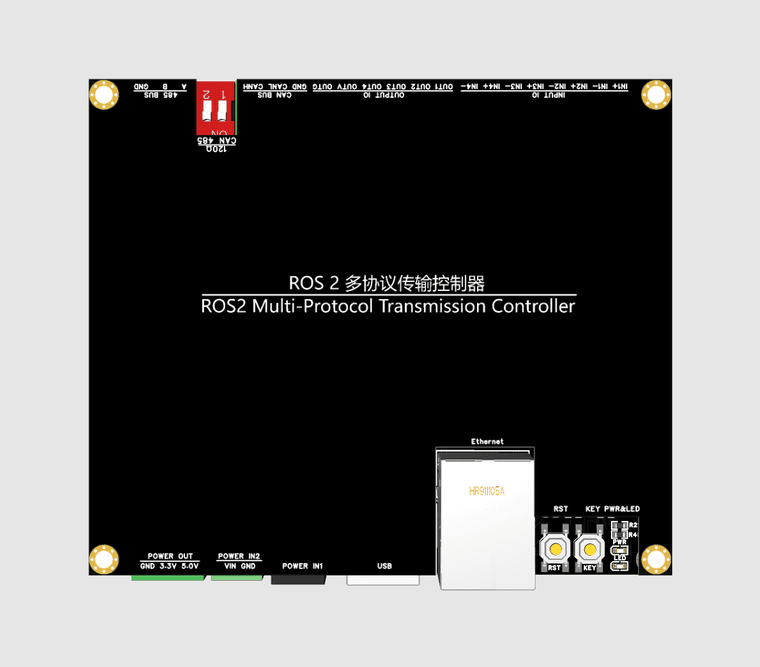 INPUT IO
IN1+ IN1- IN2+ IN2- IN3+ IN3- IN4+ IN4-
OUTPUT IO
OUT1 OUT2 OUT3 OUT4 OUTV OUTG
CAN BUS
GND CANL CANH
485 BUS
A B GND
120Ω
CAN 485
ON
1 2
ROS 2 多协议传输控制器
ROS2 Multi-Protocol Transmission Controller
Ethernet
HR911105A
RST KEY PWR&LED
R2
R4
PWR
LED
RST KEY
POWER OUT
GND 3.3V 5.0V
POWER IN2
VIN GND
POWER IN1
USB